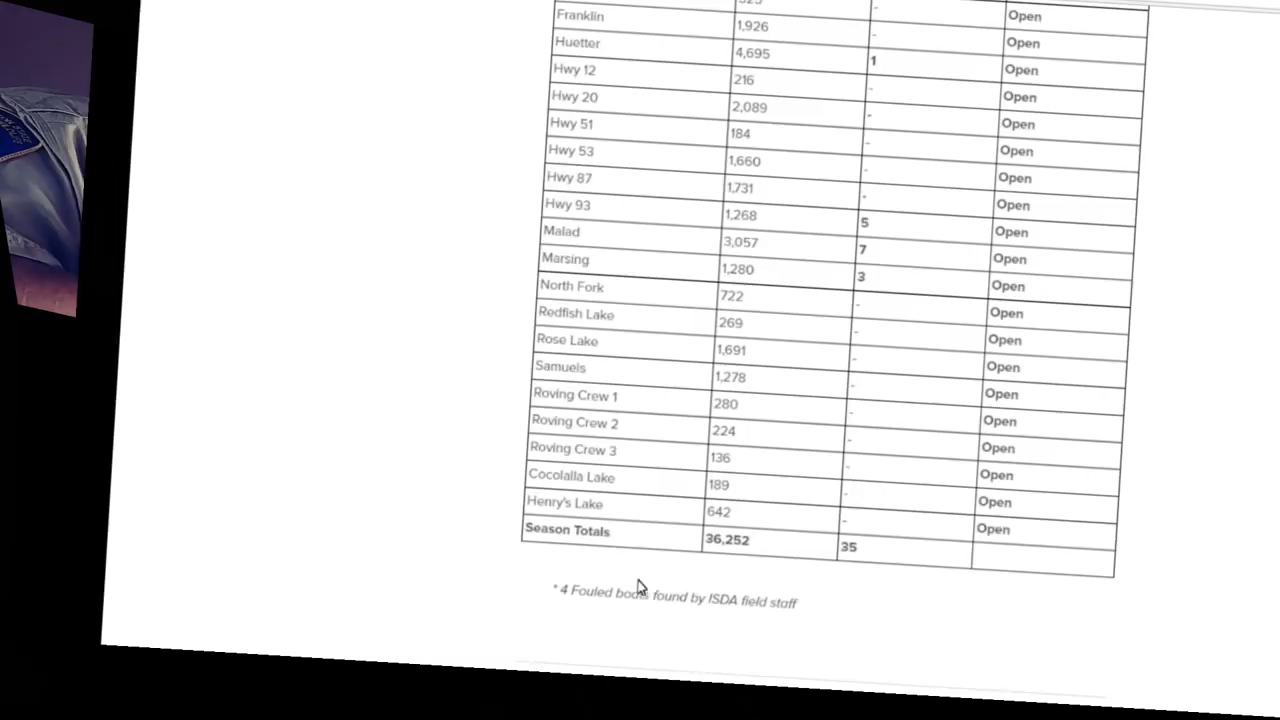 - Open
Franklin 1,926 - Open
Huetter 4,695 1 Open
Hwy 12 216 - Open
Hwy 20 2,089 - Open
Hwy 51 184 - Open
Hwy 53 1,660 - Open
Hwy 87 1,731 - Open
Hwy 93 1,268 5 Open
Malad 3,057 7 Open
Marsing 1,280 3 Open
North Fork 722 - Open
Redfish Lake 269 - Open
Rose Lake 1,691 - Open
Samuels 1,278 - Open
Roving Crew 1 280 - Open
Roving Crew 2 224 - Open
Roving Crew 3 136 - Open
Cocolalla Lake 189 - Open
Henry's Lake 642 - Open
Season Totals 36,252 35
* 4 Fouled boats found by ISDA field staff